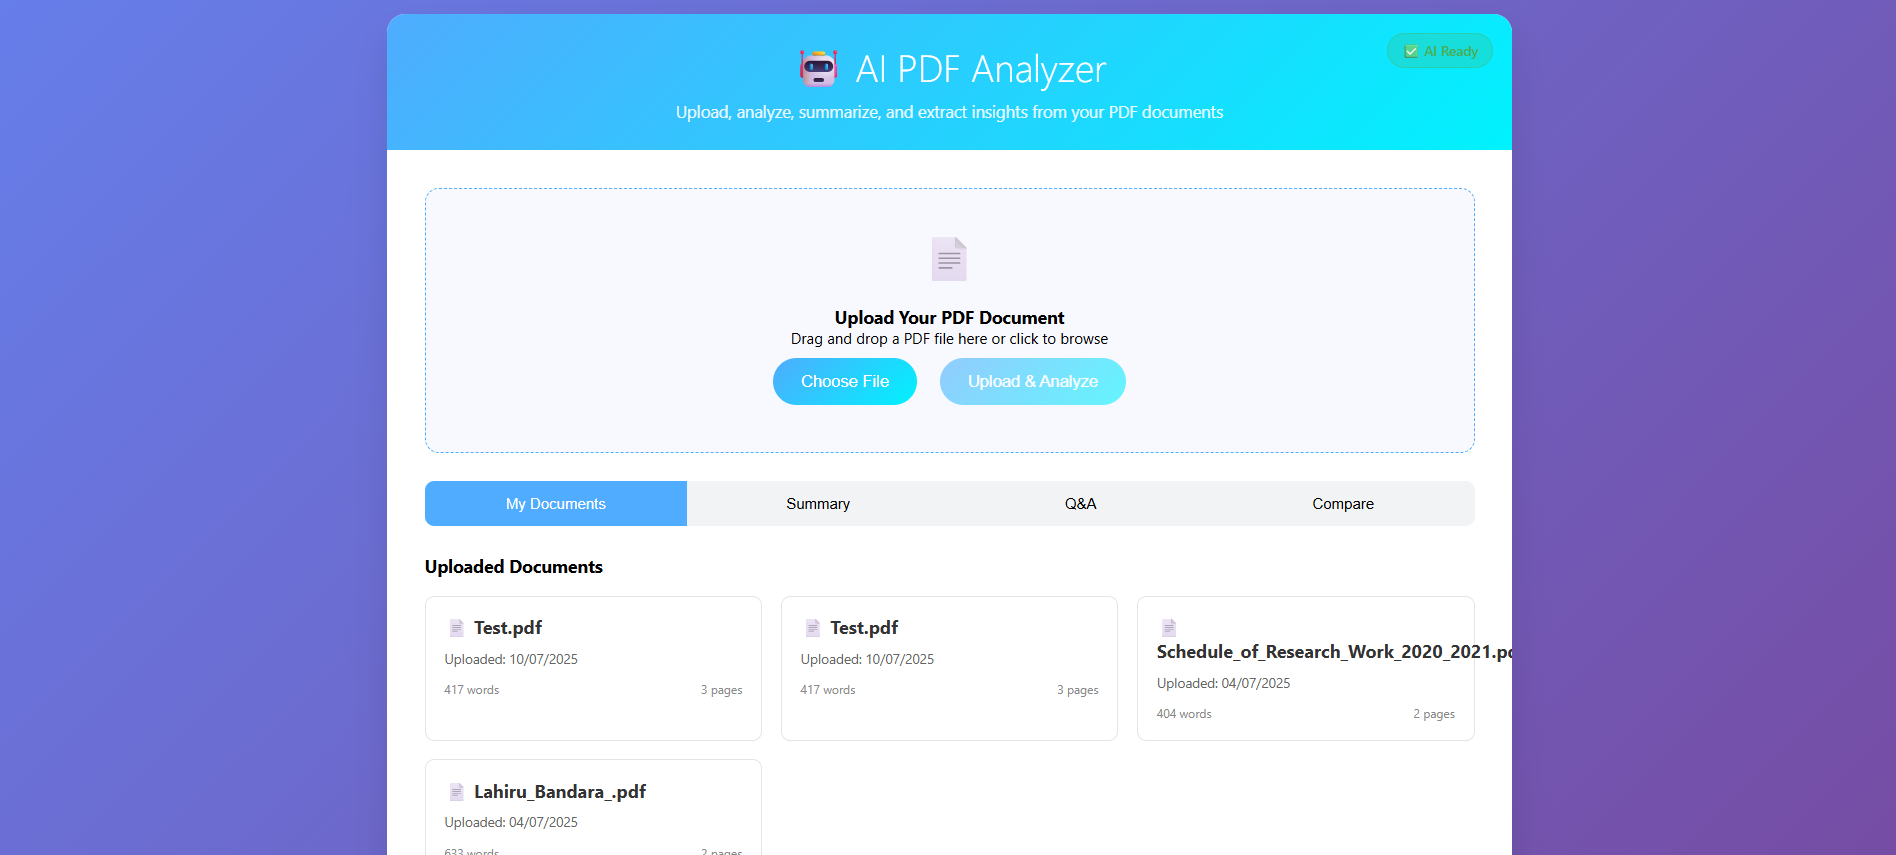 AI PDF Analyzer
AI Ready
Upload, analyze, summarize, and extract insights from your PDF documents
Upload Your PDF Document
Drag and drop a PDF file here or click to browse
Choose File
Upload & Analyze
My Documents
Summary
Q&A
Compare
Uploaded Documents
Test.pdf
Uploaded: 10/07/2025
417 words
3 pages
Test.pdf
Uploaded: 10/07/2025
417 words
3 pages
Schedule_of_Research_Work_2020_2021.pd
Uploaded: 04/07/2025
404 words
2 pages
Lahiru_Bandara_.pdf
Uploaded: 04/07/2025
633 words
2 pages